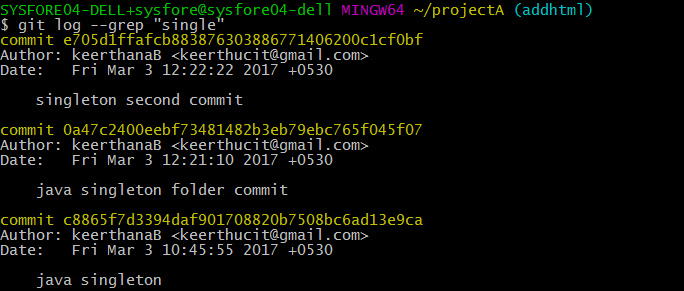 SYSFORE04-DELL+sysfore@sysfore04-dell MINGW64 ~/projectA (addhtml)
$ git log --grep "single"
commit e705d1ffafcb883876303886771406200c1cf0bf
Author: keerthanaB <keerthucit@gmail.com>
Date:   Fri Mar 3 12:22:22 2017 +0530
    singleton second commit
commit 0a47c2400eebf73481482b3eb79ebc765f045f07
Author: keerthanaB <keerthucit@gmail.com>
Date:   Fri Mar 3 12:21:10 2017 +0530
    java singleton folder commit
commit c8865f7d3394daf901708820b7508bc6ad13e9ca
Author: keerthanaB <keerthucit@gmail.com>
Date:   Fri Mar 3 10:45:55 2017 +0530
    java singleton